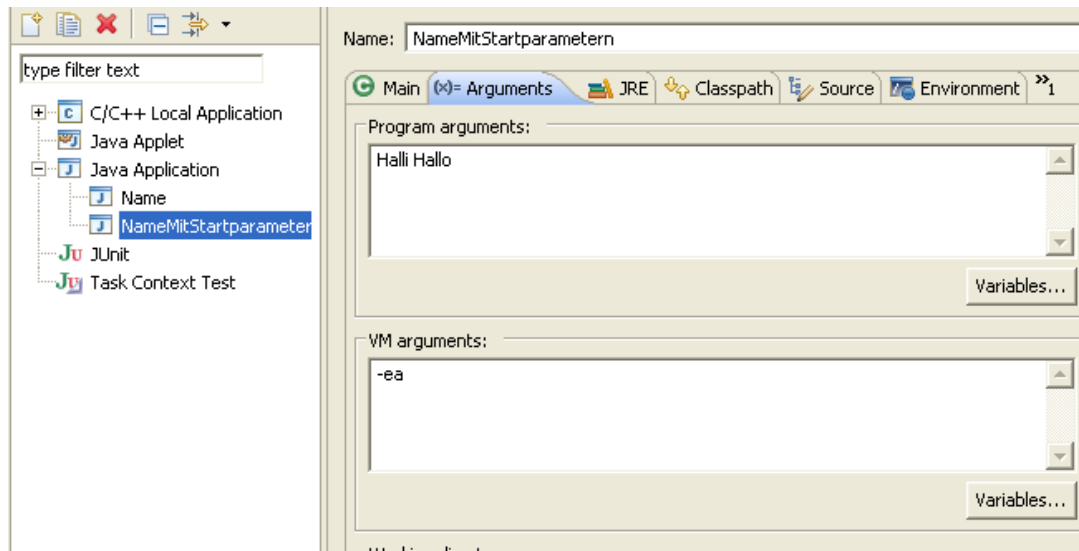 type filter text
C/C++ Local Application
Java Applet
Java Application
Name
NameMitStartparameter
JUnit
Task Context Test
Name: NameMitStartparametern
Main (x)= Arguments JRE Classpath Source Environment »1
Program arguments:
Halli Hallo
Variables...
VM arguments:
-ea
Variables...